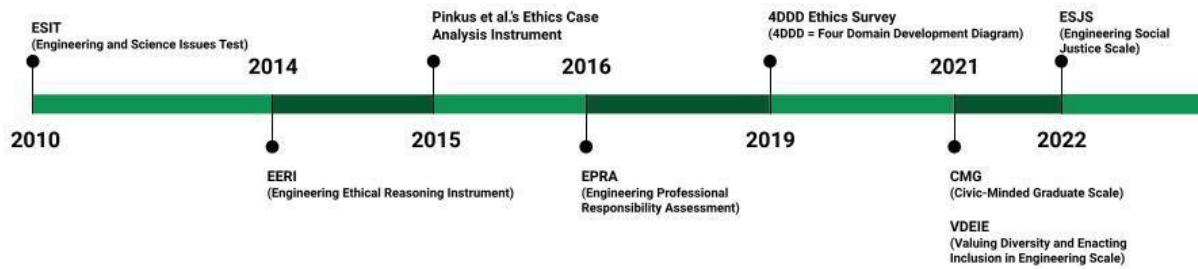 ESIT
(Engineering and Science Issues Test)
Pinkus et al.'s Ethics Case
Analysis Instrument
4DDD Ethics Survey
(4DDD = Four Domain Development Diagram)
ESJS
(Engineering Social
Justice Scale)
2014
2016
2021
2010
2015
2019
2022
EERI
(Engineering Ethical Reasoning Instrument)
EPRA
(Engineering Professional
Responsibility Assessment)
CMG
(Civic-Minded Graduate Scale)
VDEIE
(Valuing Diversity and Enacting
Inclusion in Engineering Scale)